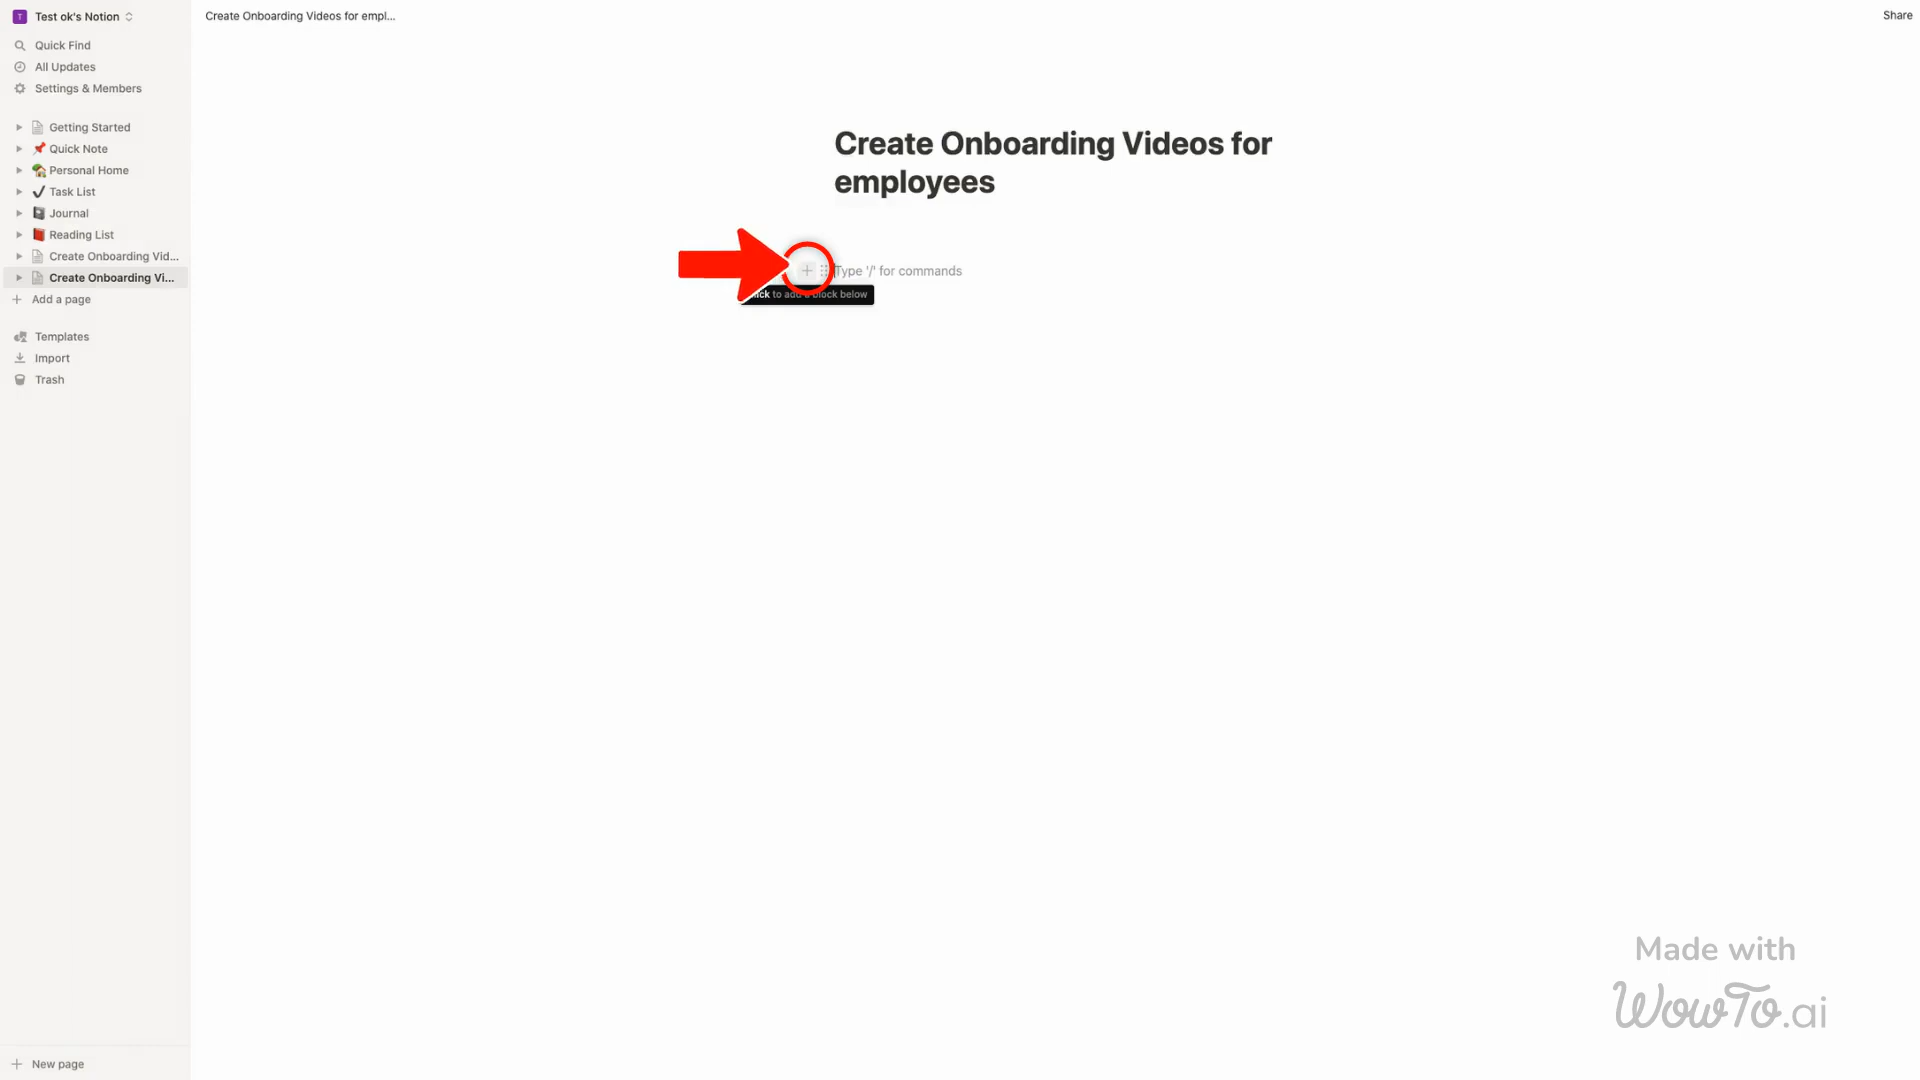 T
Test ok's Notion
Create Onboarding Videos for empl...
Share
Quick Find
All Updates
Settings & Members
Getting Started
Quick Note
Personal Home
Task List
Journal
Reading List
Create Onboarding Vid...
Create Onboarding Vi...
Add a page
Templates
Import
Trash
New page
Create Onboarding Videos for
employees
Type '/' for commands
to add a block below
Made with
WowTo.ai